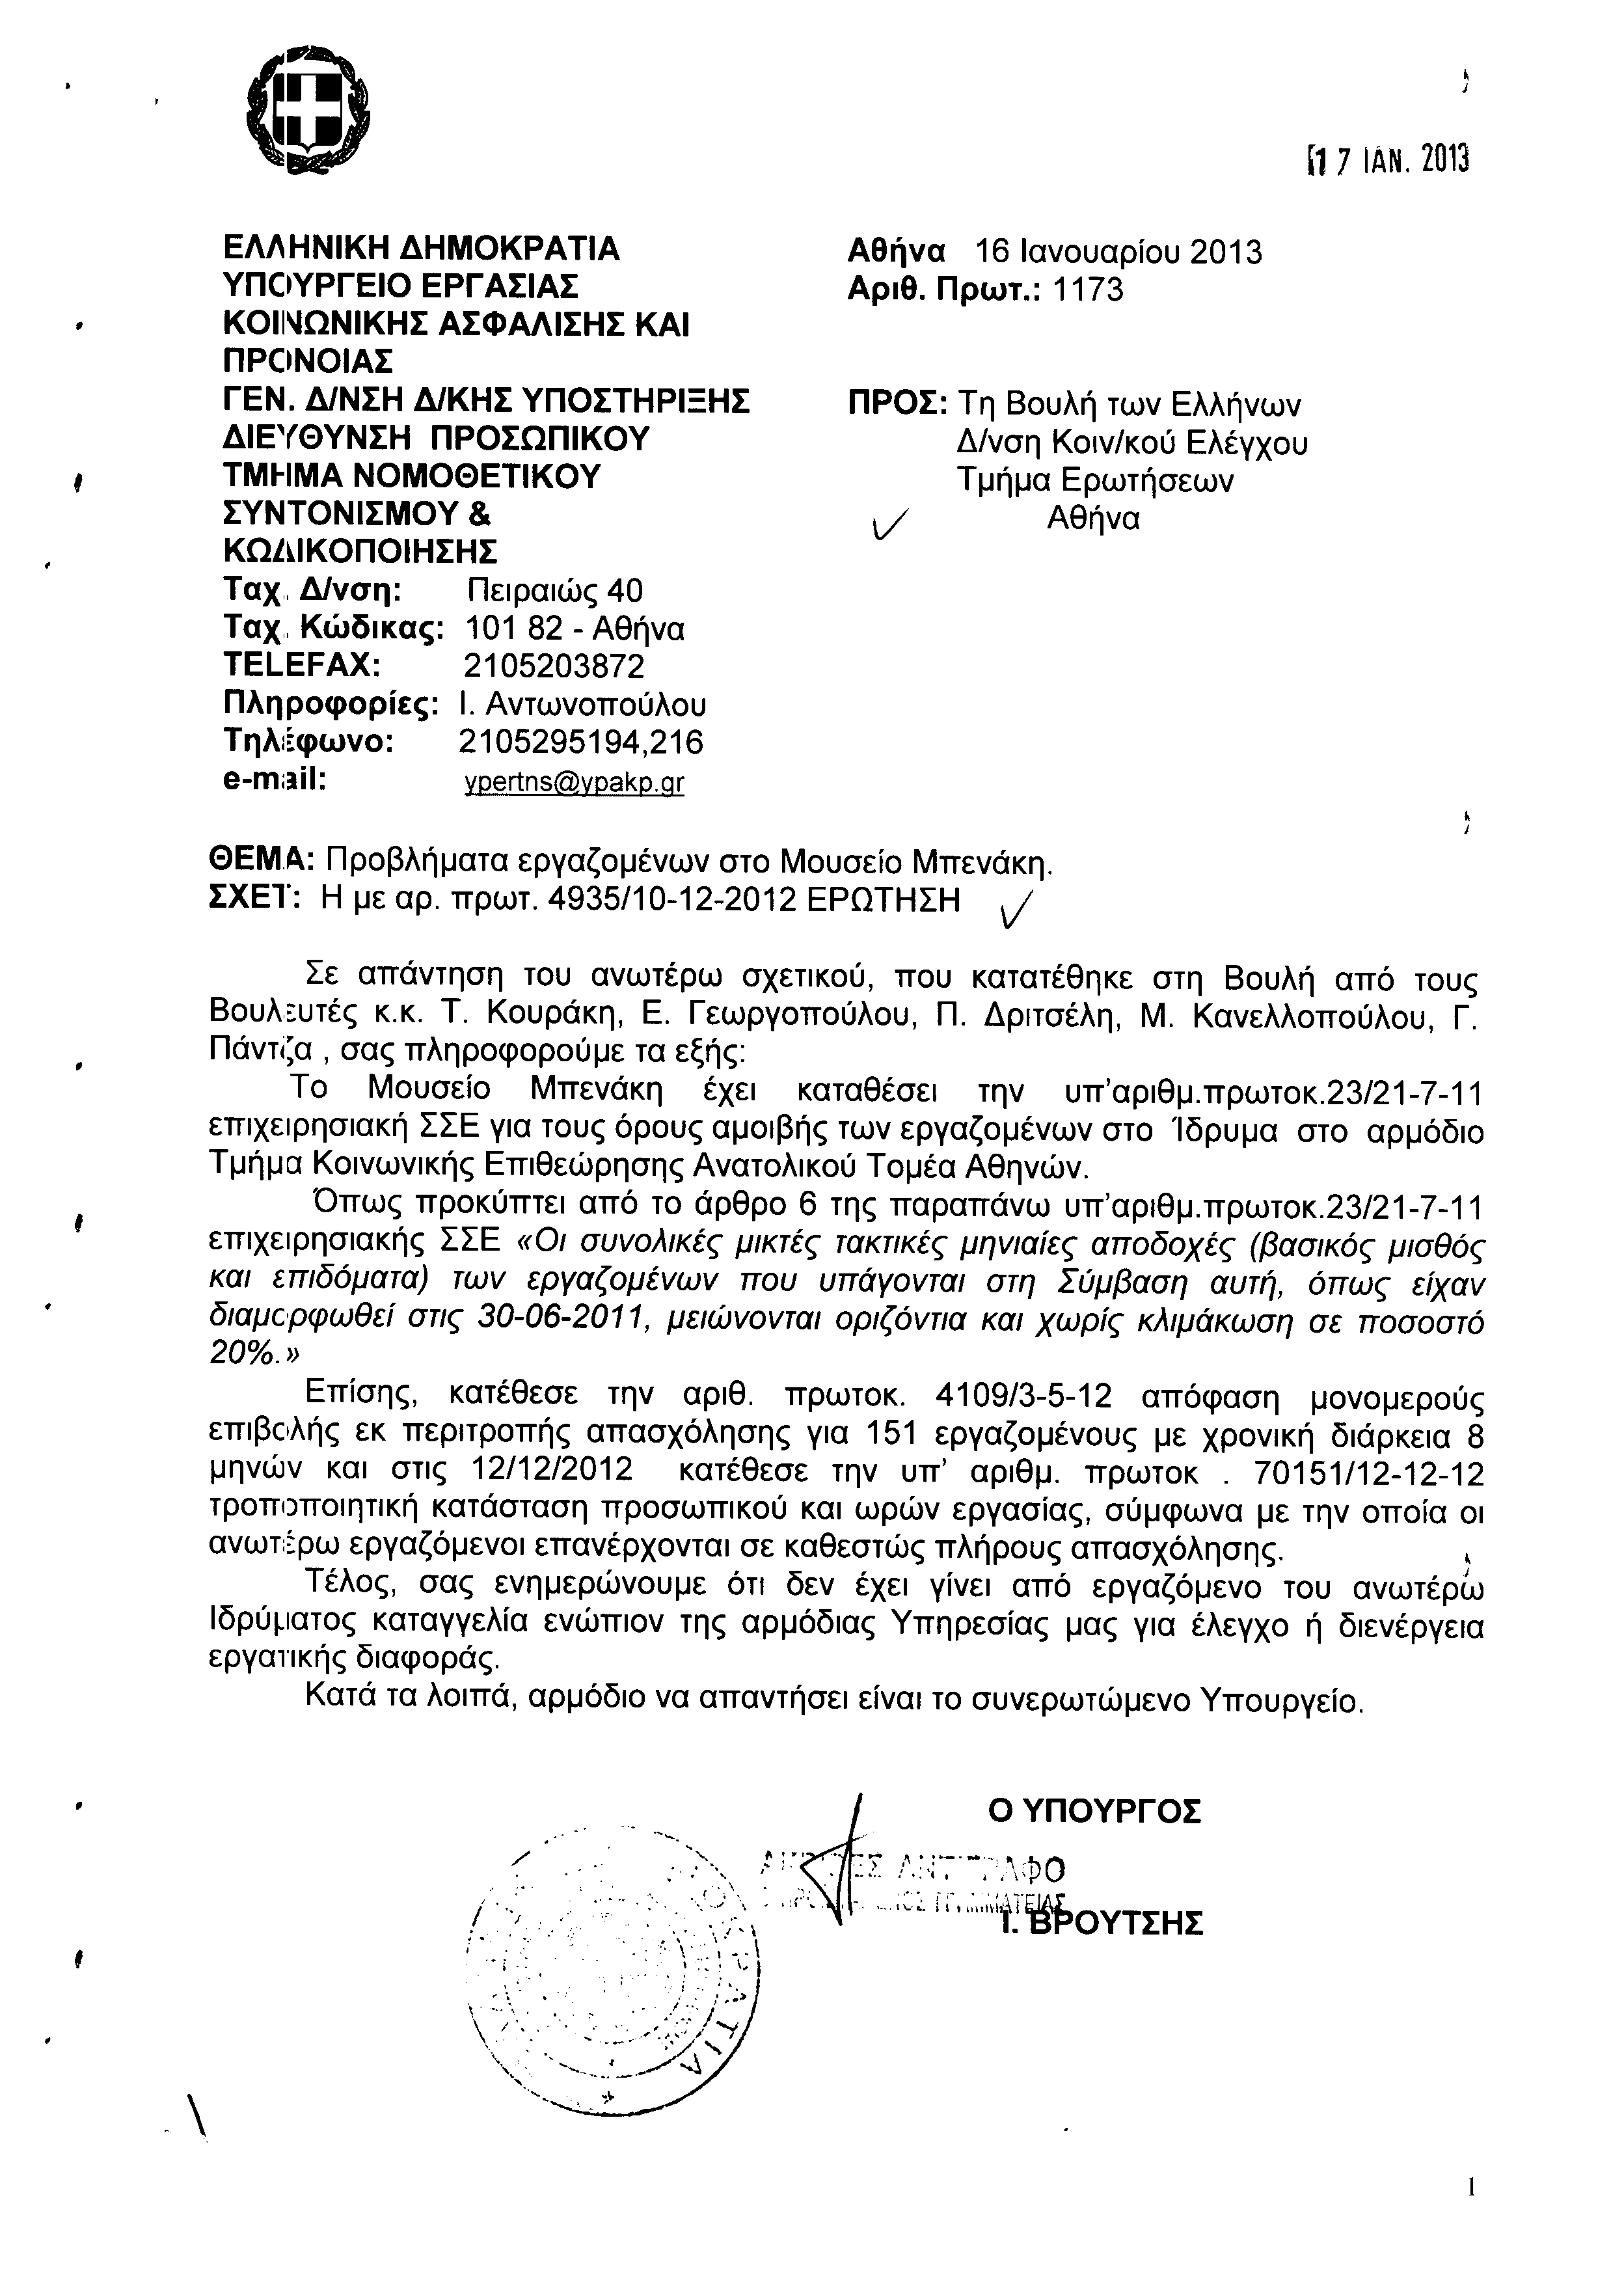 17 ΙΑΝ. 2013
ΕΛΛΗΝΙΚΗ ΔΗΜΟΚΡΑΤΙΑ
ΥΠΟΥΡΓΕΙΟ ΕΡΓΑΣΙΑΣ
ΚΟΙΝΩΝΙΚΗΣ ΑΣΦΑΛΙΣΗΣ ΚΑΙ
ΠΡΟΝΟΙΑΣ
ΓΕΝ. Δ/ΝΣΗ Δ/ΚΗΣ ΥΠΟΣΤΗΡΙΞΗΣ
ΔΙΕΥΘΥΝΣΗ ΠΡΟΣΩΠΙΚΟΥ
ΤΜΗΜΑ ΝΟΜΟΘΕΤΙΚΟΥ
ΣΥΝΤΟΝΙΣΜΟΥ &
ΚΩΔΙΚΟΠΟΙΗΣΗΣ
Ταχ. Δ/νση: Πειραιώς 40
Ταχ. Κώδικας: 101 82 - Αθήνα
TELEFAX: 2105203872
Πληροφορίες: Ι. Αντωνοπούλου
Τηλέφωνο: 2105295194,216
e-mail: ypertns@ypakp.gr
Αθήνα 16 Ιανουαρίου 2013
Αριθ. Πρωτ.: 1173
ΠΡΟΣ: Τη Βουλή των Ελλήνων
Δ/νση Κοιν/κού Ελέγχου
Τμήμα Ερωτήσεων
Αθήνα
ΘΕΜΑ: Προβλήματα εργαζομένων στο Μουσείο Μπενάκη.
ΣΧΕΤ: Η με αρ. πρωτ. 4935/10-12-2012 ΕΡΩΤΗΣΗ
Σε απάντηση του ανωτέρω σχετικού, που κατατέθηκε στη Βουλή από τους
Βουλευτές κ.κ. Τ. Κουράκη, Ε. Γεωργοπούλου, Π. Δριτσέλη, Μ. Κανελλοπούλου, Γ.
Πάντζα , σας πληροφορούμε τα εξής:
Το Μουσείο Μπενάκη έχει καταθέσει την υπ'αριθμ.πρωτοκ.23/21-7-11
επιχειρησιακή ΣΣΕ για τους όρους αμοιβής των εργαζομένων στο Ίδρυμα στο αρμόδιο
Τμήμα Κοινωνικής Επιθεώρησης Ανατολικού Τομέα Αθηνών.
Όπως προκύπτει από το άρθρο 6 της παραπάνω υπ'αριθμ.πρωτοκ.23/21-7-11
επιχειρησιακής ΣΣΕ «Οι συνολικές μικτές τακτικές μηνιαίες αποδοχές (βασικός μισθός
και επιδόματα) των εργαζομένων που υπάγονται στη Σύμβαση αυτή, όπως είχαν
διαμορφωθεί στις 30-06-2011, μειώνονται οριζόντια και χωρίς κλιμάκωση σε ποσοστό
20%.»
Επίσης, κατέθεσε την αριθ. πρωτοκ. 4109/3-5-12 απόφαση μονομερούς
επιβολής εκ περιτροπής απασχόλησης για 151 εργαζομένους με χρονική διάρκεια 8
μηνών και στις 12/12/2012 κατέθεσε την υπ' αριθμ. πρωτοκ . 70151/12-12-12
τροποποιητική κατάσταση προσωπικού και ωρών εργασίας, σύμφωνα με την οποία οι
ανωτέρω εργαζόμενοι επανέρχονται σε καθεστώς πλήρους απασχόλησης.
Τέλος, σας ενημερώνουμε ότι δεν έχει γίνει από εργαζόμενο του ανωτέρω
Ιδρύματος καταγγελία ενώπιον της αρμόδιας Υπηρεσίας μας για έλεγχο ή διενέργεια
εργατικής διαφοράς.
Κατά τα λοιπά, αρμόδιο να απαντήσει είναι το συνερωτώμενο Υπουργείο.
Ο ΥΠΟΥΡΓΟΣ
ΑΚΡΙΒΕΣ ΑΝΤΙΓΡΑΦΟ
Ι. ΒΡΟΥΤΣΗΣ
1